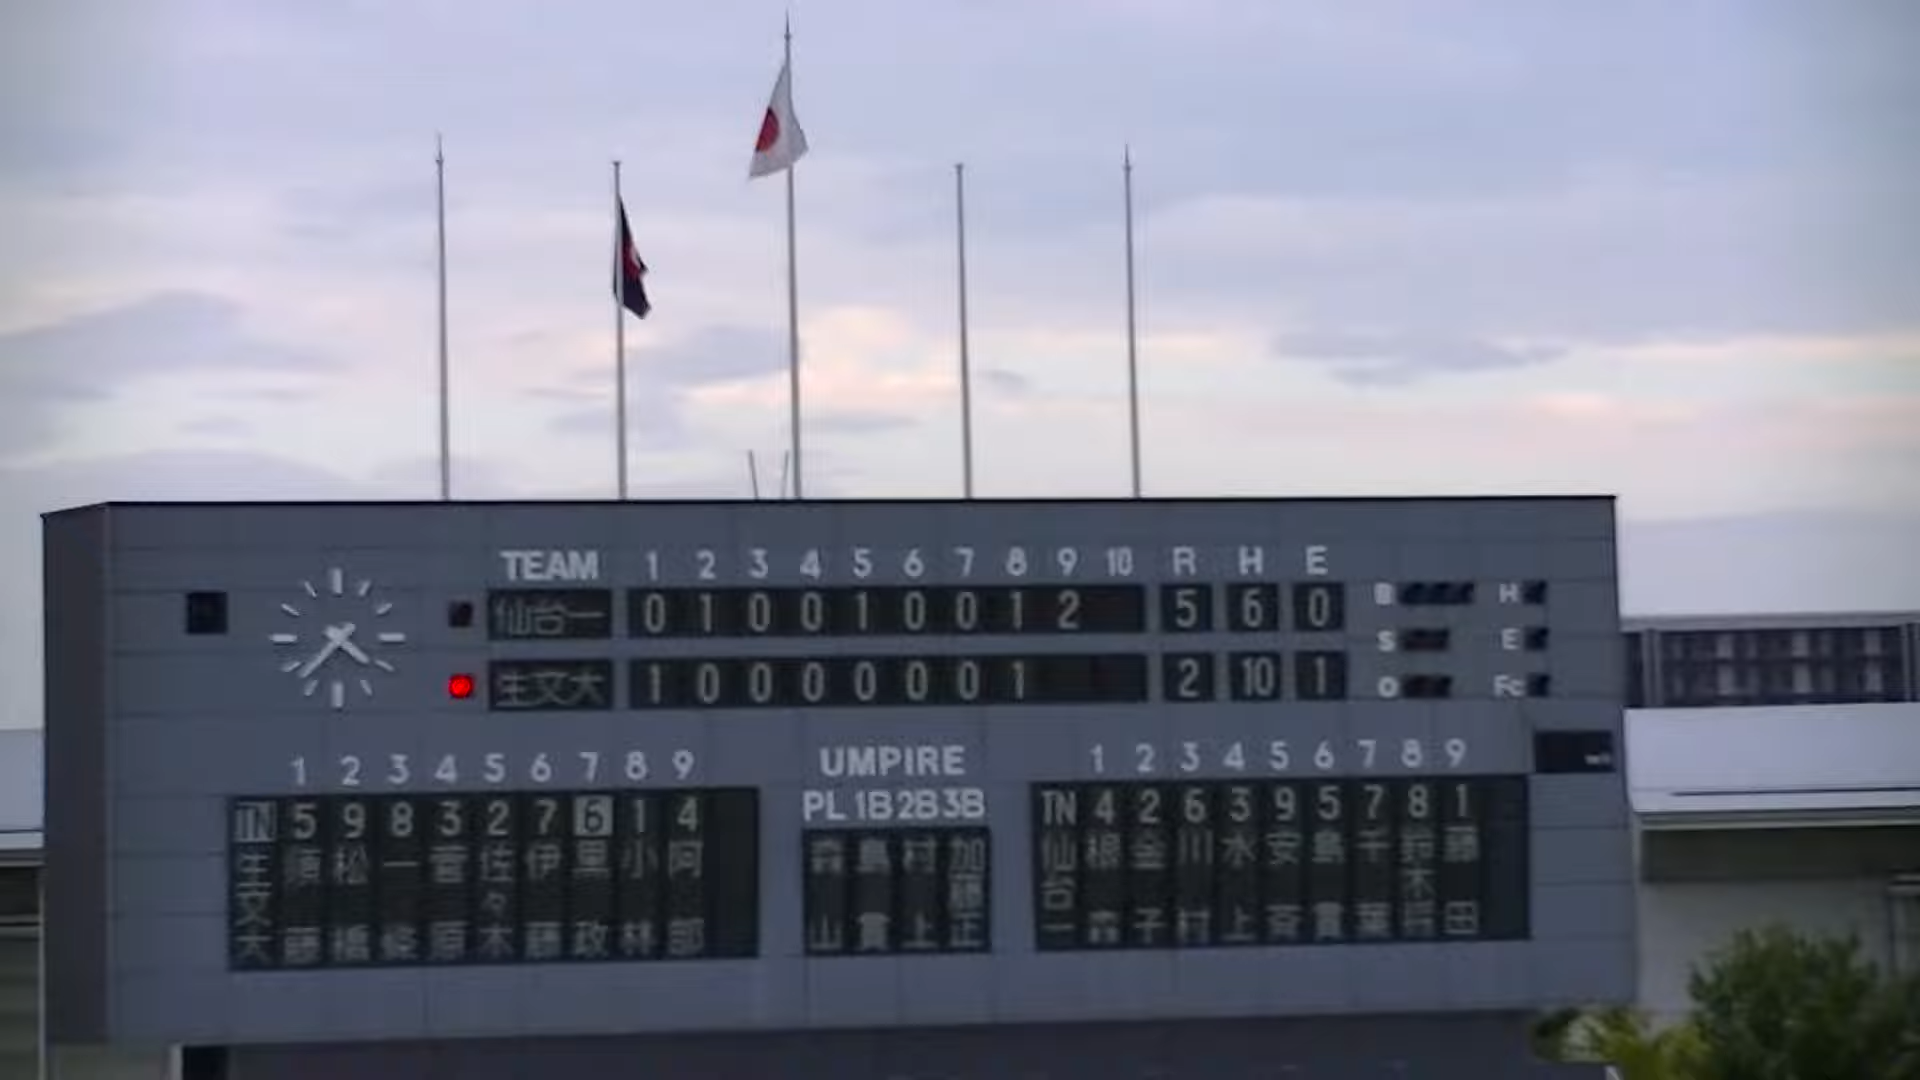 TEAM 1 2 3 4 5 6 7 8 9 10 R H E
仙台一 0 1 0 0 1 0 0 1 2 5 6 0
生文大 1 0 0 0 0 0 0 1 2 10 1
B H
S E
O Fc
1 2 3 4 5 6 7 8 9
IN 5 9 8 3 2 7 6 1 4
生文大 藤 松橋 一條 菅原 佐々木 伊藤 里政 小林 阿部
UMPIRE
PL 1B 2B 3B
森山 島貫 村上 加藤正
1 2 3 4 5 6 7 8 9
IN 4 2 6 3 9 5 7 8 1
仙台一 根森 金子 川村 水上 安斉 島貫 千葉 鈴木 藤田